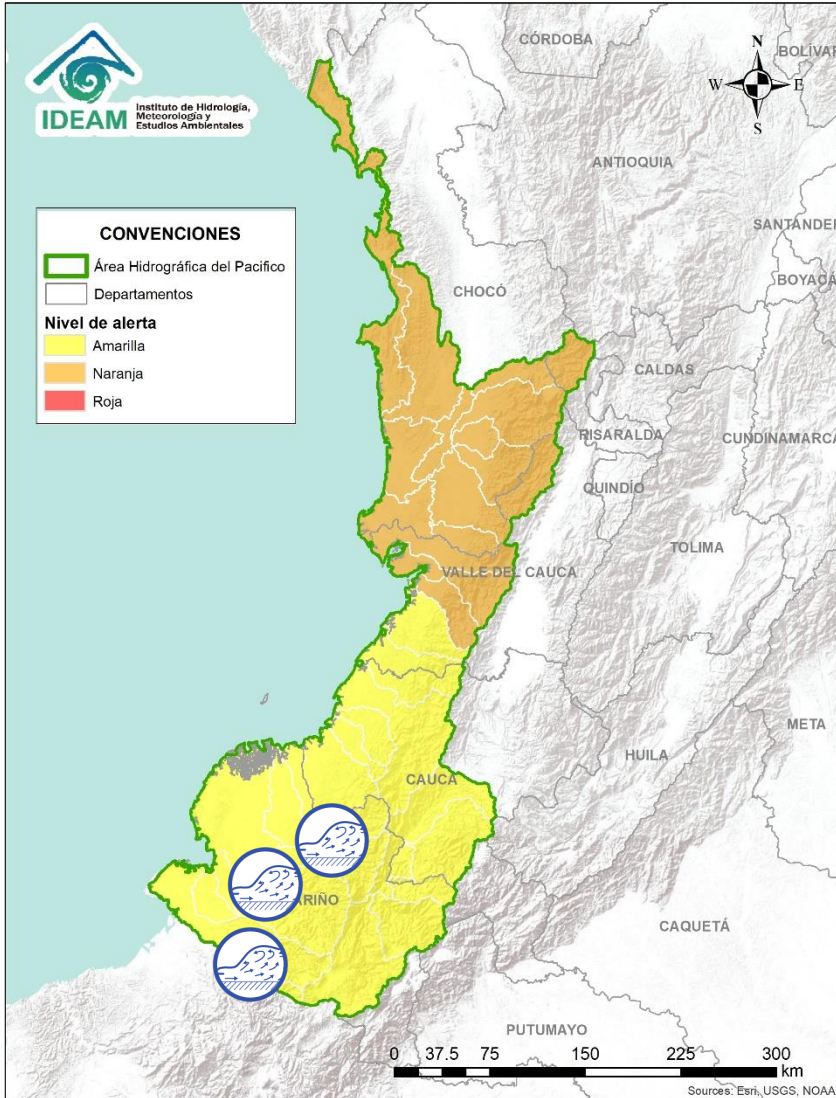 IDEAM
Instituto de Hidrología,
Meteorología y
Estudios Ambientales
N
W
E
S
CÓRDOBA
BOLÍVAR
ANTIOQUIA
SANTANDER
BOYACÁ
CHOCÓ
CONVENCIONES
Área Hidrográfica del Pacifico
Departamentos
Nivel de alerta
Amarilla
Naranja
Roja
CALDAS
RISARALDA
CUNDINAMARCA
QUINDÍO
TOLIMA
VALLE DEL CAUCA
META
HUILA
CAUCA
ARIÑO
CAQUETÁ
PUTUMAYO
0 37.5 75 150 225 300
km
Sources: Esri, USGS, NOAA